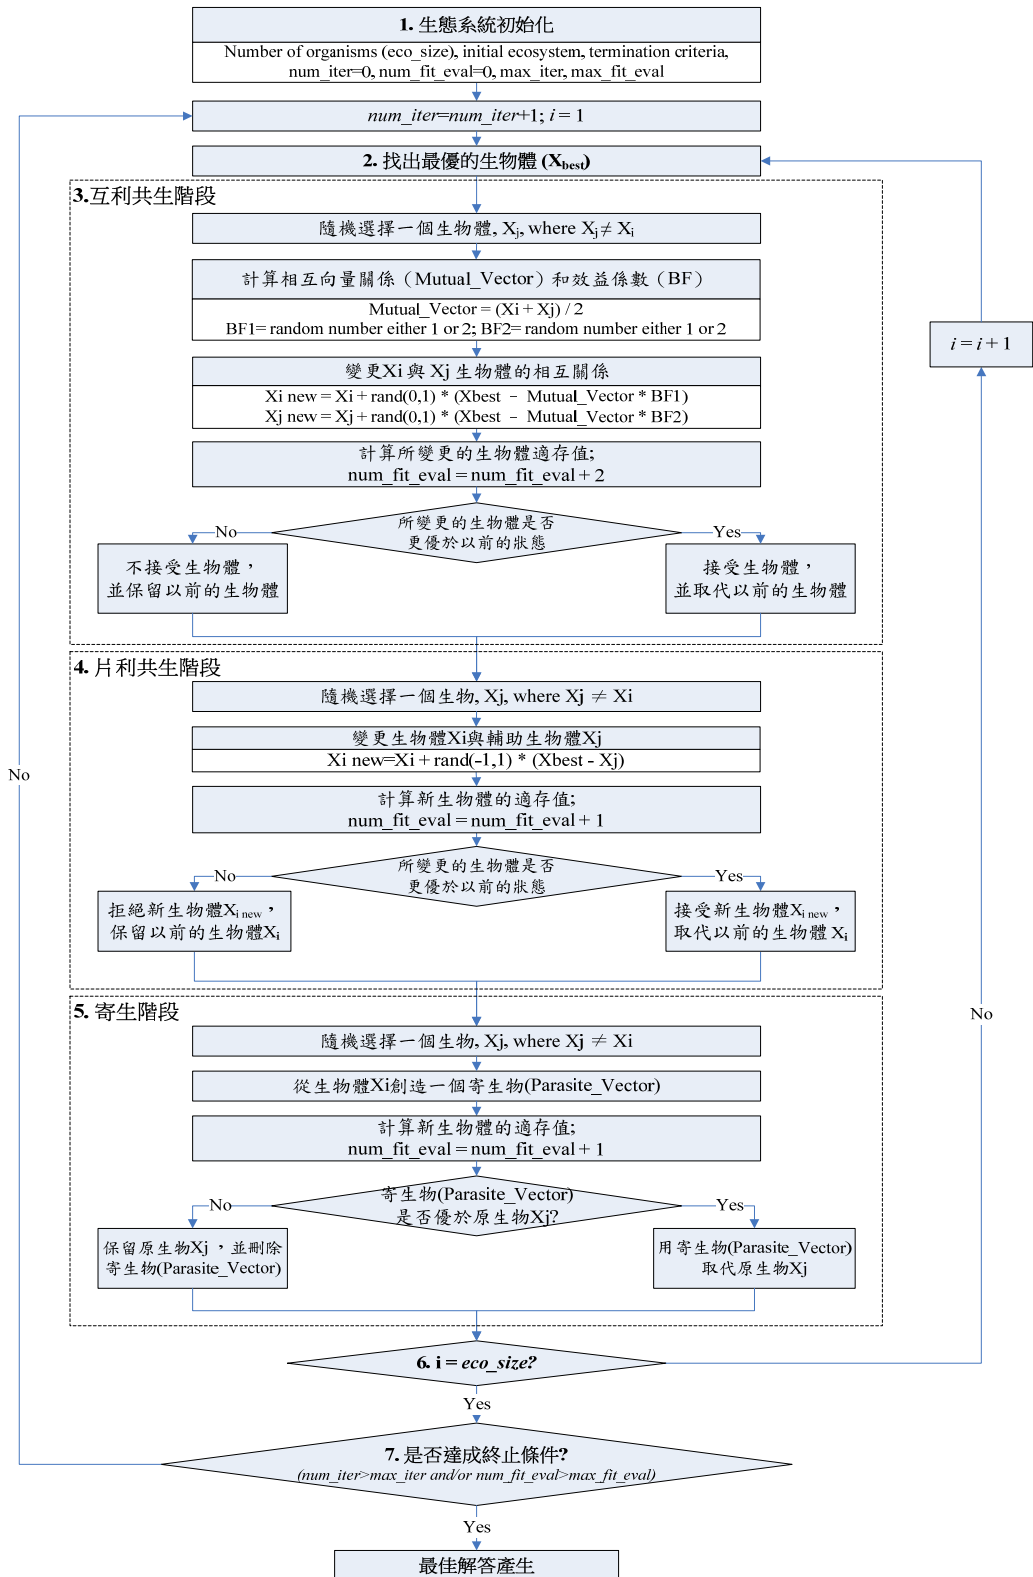 1. 生態系統初始化
Number of organisms (eco_size), initial ecosystem, termination criteria,
num_iter=0, num_fit_eval=0, max_iter, max_fit_eval
num_iter=num_iter+1; i = 1
2. 找出最優的生物體 (Xbest)
3.互利共生階段
隨機選擇一個生物體, Xj, where Xj ≠ Xi
計算相互向量關係（Mutual_Vector）和效益係數（BF）
Mutual_Vector = (Xi + Xj) / 2
BF1= random number either 1 or 2; BF2= random number either 1 or 2
i = i + 1
變更Xi 與 Xj 生物體的相互關係
Xi new = Xi + rand(0,1) * (Xbest － Mutual_Vector * BF1)
Xj new = Xj + rand(0,1) * (Xbest － Mutual_Vector * BF2)
計算所變更的生物體適存值;
num_fit_eval = num_fit_eval + 2
所變更的生物體是否
更優於以前的狀態
No
Yes
不接受生物體，
並保留以前的生物體
接受生物體，
並取代以前的生物體
4. 片利共生階段
隨機選擇一個生物, Xj, where Xj ≠ Xi
變更生物體Xi與輔助生物體Xj
Xi new=Xi + rand(-1,1) * (Xbest - Xj)
No
計算新生物體的適存值;
num_fit_eval = num_fit_eval + 1
所變更的生物體是否
更優於以前的狀態
No
Yes
拒絕新生物體Xi new，
保留以前的生物體Xi
接受新生物體Xi new，
取代以前的生物體 Xi
5. 寄生階段
No
隨機選擇一個生物, Xj, where Xj ≠ Xi
從生物體Xi創造一個寄生物(Parasite_Vector)
計算新生物體的適存值;
num_fit_eval = num_fit_eval + 1
寄生物(Parasite_Vector)
是否優於原生物Xj?
No
Yes
保留原生物Xj ，並刪除
寄生物(Parasite_Vector)
用寄生物(Parasite_Vector)
取代原生物Xj
6. i = eco_size?
Yes
7. 是否達成終止條件?
(num_iter>max_iter and/or num_fit_eval>max_fit_eval)
Yes
最佳解答產生